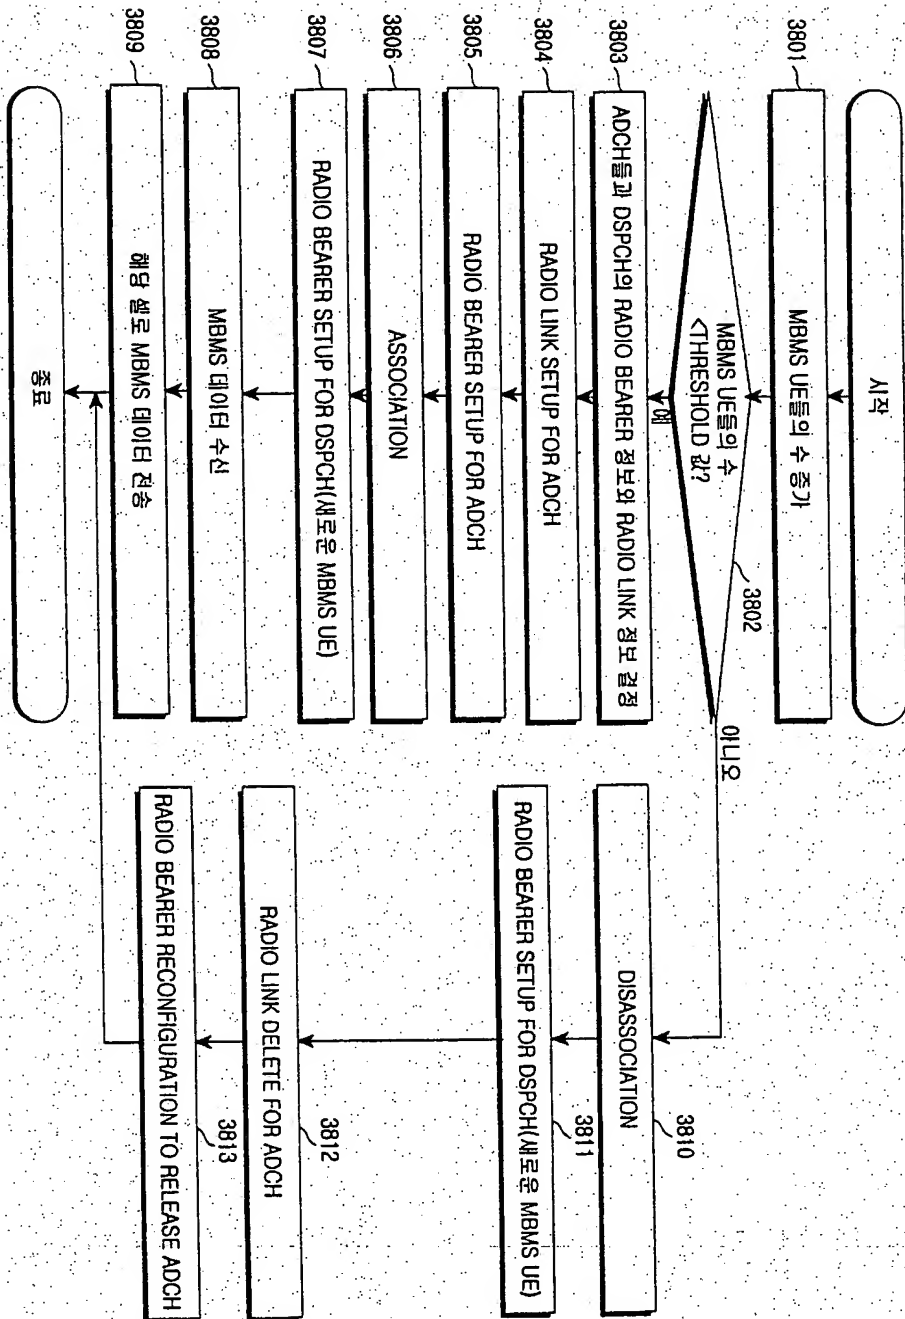 시작
3801
MBMS UE들의 수 증가
3802
MBMS UE들의 수
<THRESHOLD 값?
예
아니오
3803
ADCH들과 DSPCH의 RADIO BEARER 정보와 RADIO LINK 정보 결정
3804
RADIO LINK SETUP FOR ADCH
3805
RADIO BEARER SETUP FOR ADCH
3806
ASSOCIATION
3807
RADIO BEARER SETUP FOR DSPCH(새로운 MBMS UE)
3808
MBMS 데이터 수신
3809
해당 셀로 MBMS 데이터 전송
종료
DISASSOCIATION
3810
RADIO BEARER SETUP FOR DSPCH(새로운 MBMS UE)
3811
RADIO LINK DELETE FOR ADCH
3812
RADIO BEARER RECONFIGURATION TO RELEASE ADCH
3813